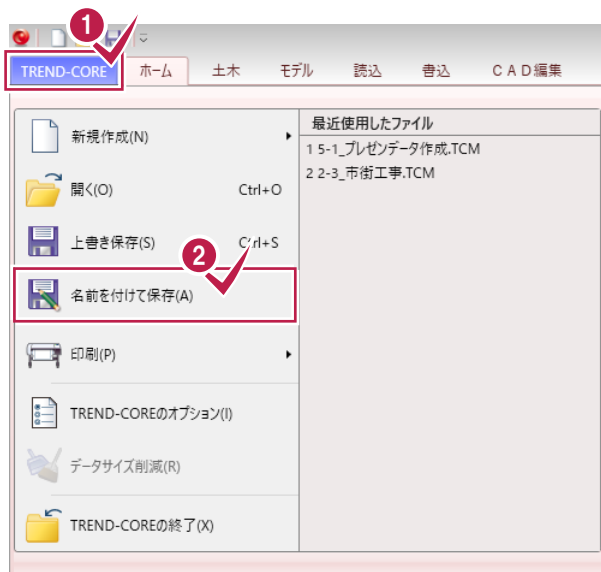 1
TREND-CORE ホーム 土木 モデル 読込 書込 CAD編集
新規作成(N)
開く(O) Ctrl+O
上書き保存(S) Ctrl+S
2
名前を付けて保存(A)
印刷(P)
TREND-COREのオプション(I)
データサイズ削減(R)
TREND-COREの終了(X)
最近使用したファイル
1 5-1_プレゼンデータ作成.TCM
2 2-3_市街工事.TCM